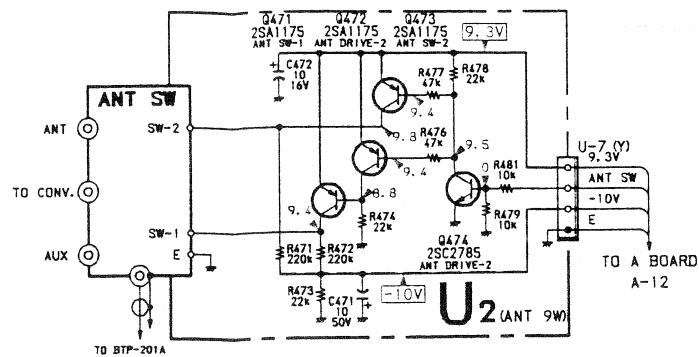 Q471 Q472 Q473
2SA1175 2SA1175 2SA1175
ANT SW-1 ANT DRIVE-2 ANT SW-2
9.3V
C472
10
16V
R477
47k
R478
22k
ANT SW
ANT
SW-2
9.4
9.8
R476
47k
9.5
U-7 (Y)
9.3V
0
R481
10k
ANT SW
9.4
TO CONV.
8.8
-10V
9.4
R474
22k
R479
10k
E
SW-1
Q474
2SC2785
ANT DRIVE-2
AUX
E
R471
220k
R472
220k
TO A BOARD
A-12
R473
22k
C471
10
50V
-10V
U2 (ANT 9W)
TO BTP-201A